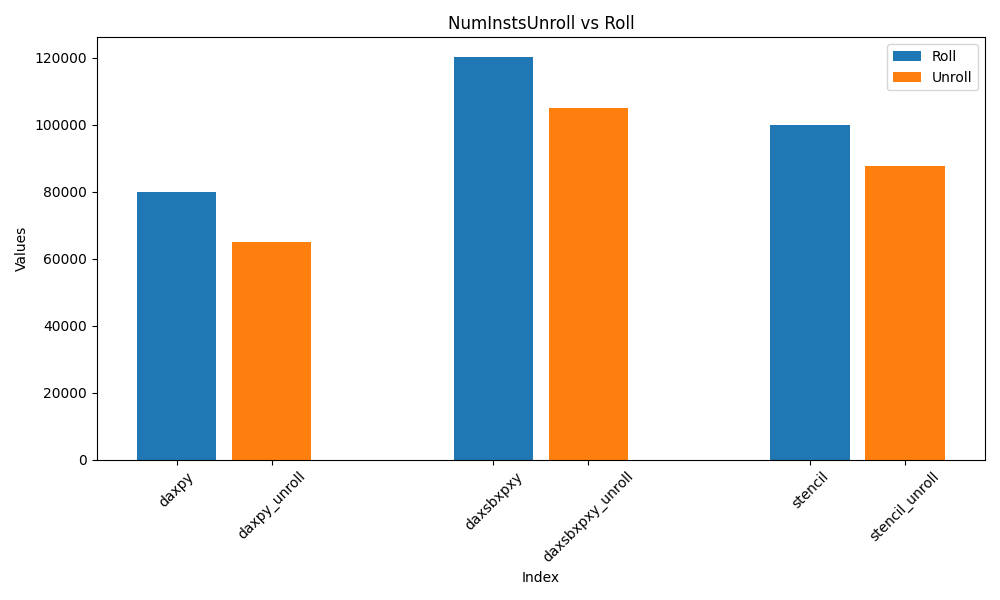 NumInstsUnroll vs Roll
Roll
Unroll
Values
120000
100000
80000
60000
40000
20000
0
daxpy
daxpy_unroll
daxsbxpxy
daxsbxpxy_unroll
stencil
stencil_unroll
Index